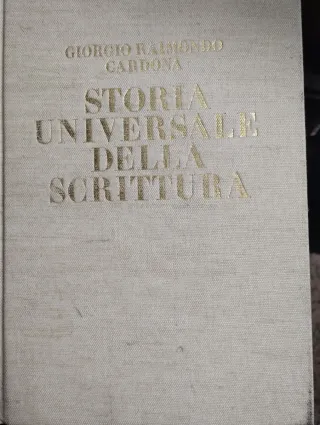 GIORGIO RAIMONDO
CARDONA
STORIA
UNIVERSALE
DELLA
SCRITTURA